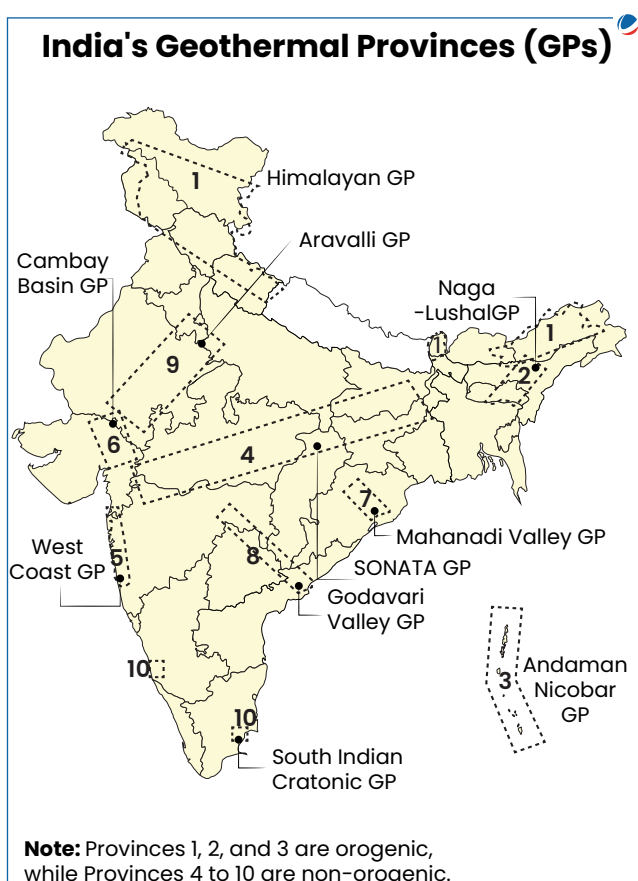 India's Geothermal Provinces (GPs)
1
Himalayan GP
Aravalli GP
Cambay
Basin GP
Naga
-LushalGP
1
1
2
9
6
4
7
Mahanadi Valley GP
West
Coast GP
5
8
SONATA GP
Godavari
Valley GP
10
3
Andaman
Nicobar
GP
10
South Indian
Cratonic GP
Note: Provinces 1, 2, and 3 are orogenic,
while Provinces 4 to 10 are non-orogenic.